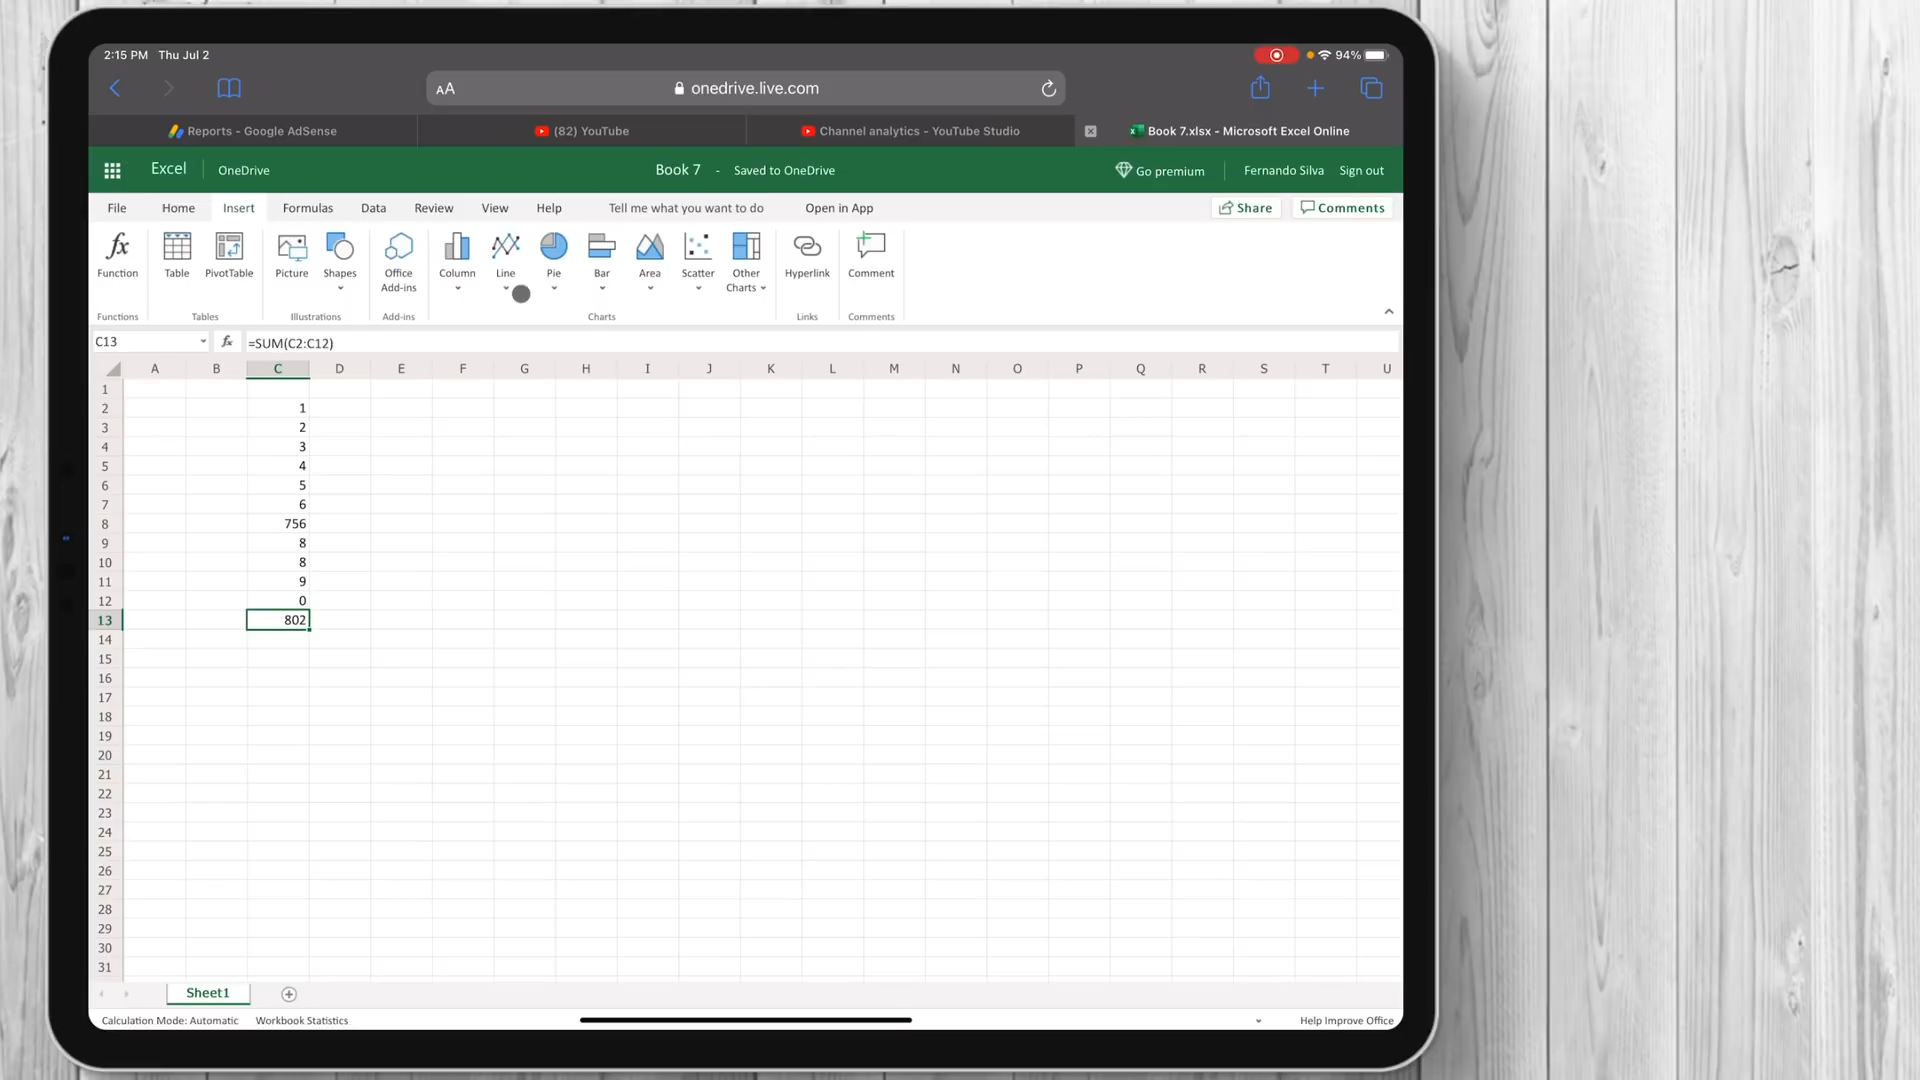 2:15 PM Thu Jul 2
94%
AA onedrive.live.com
Reports - Google AdSense
(82) YouTube
Channel analytics - YouTube Studio
Book 7.xlsx - Microsoft Excel Online
Excel OneDrive
Book 7 - Saved to OneDrive
Go premium
Fernando Silva
Sign out
File Home Insert Formulas Data Review View Help Tell me what you want to do Open in App
Share
Comments
fx
Function
Table
PivotTable
Picture
Shapes
Office
Add-ins
Column
Line
Pie
Bar
Area
Scatter
Other
Charts
Hyperlink
Comment
Functions Tables Illustrations Add-ins Charts Links Comments
C13 fx =SUM(C2:C12)
A B C D E F G H I J K L M N O P Q R S T U
1
2 1
3 2
4 3
5 4
6 5
7 6
8 756
9 8
10 8
11 9
12 0
13 802
14
15
16
17
18
19
20
21
22
23
24
25
26
27
28
29
30
31
Sheet1
Calculation Mode: Automatic Workbook Statistics
Help Improve Office